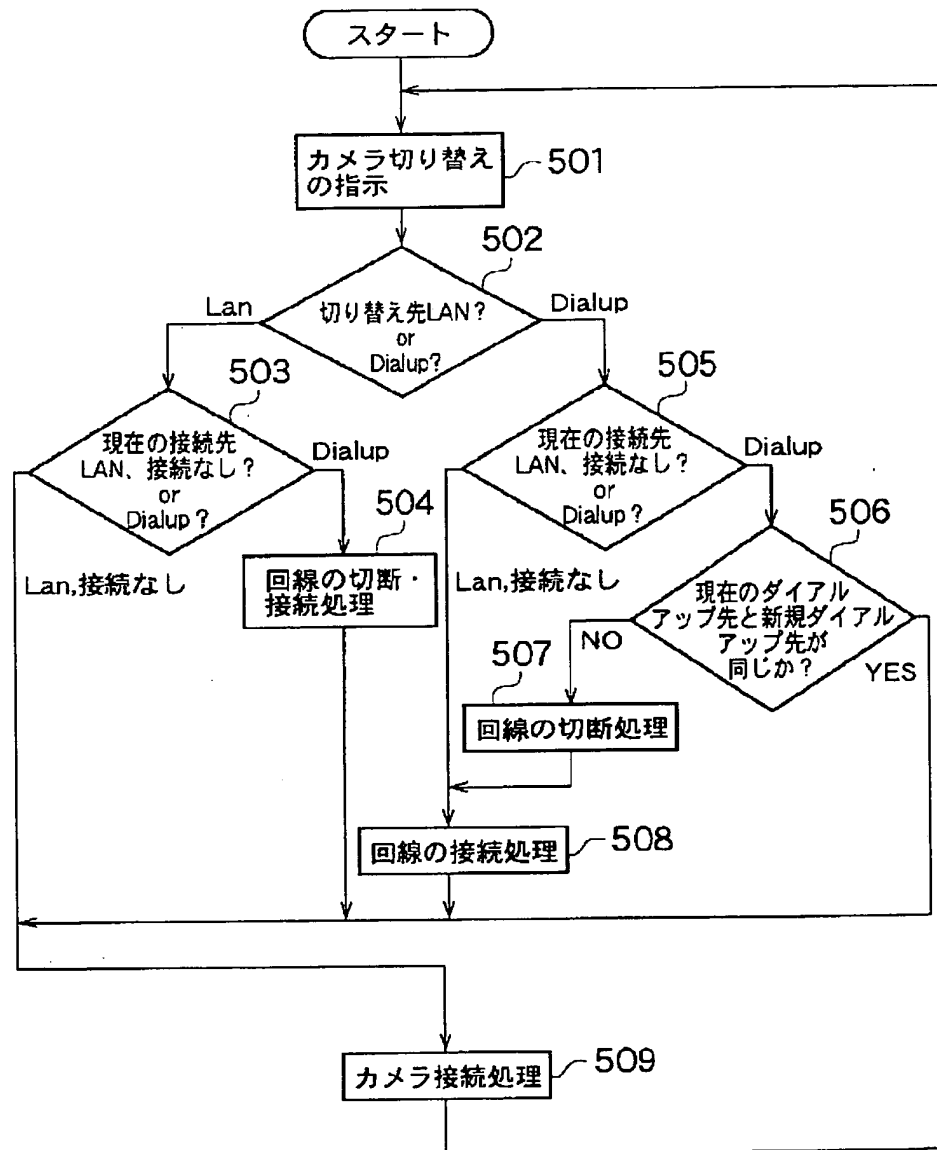 スタート
カメラ切り替え
の指示
501
502
Lan
切り替え先LAN?
or
Dialup?
Dialup
503
現在の接続先
LAN、接続なし?
or
Dialup?
Dialup
Lan,接続なし
504
回線の切断・
接続処理
505
現在の接続先
LAN、接続なし?
or
Dialup?
Dialup
Lan,接続なし
506
現在のダイアル
アップ先と新規ダイアル
アップ先が
同じか?
NO
YES
507
回線の切断処理
回線の接続処理
508
カメラ接続処理
509